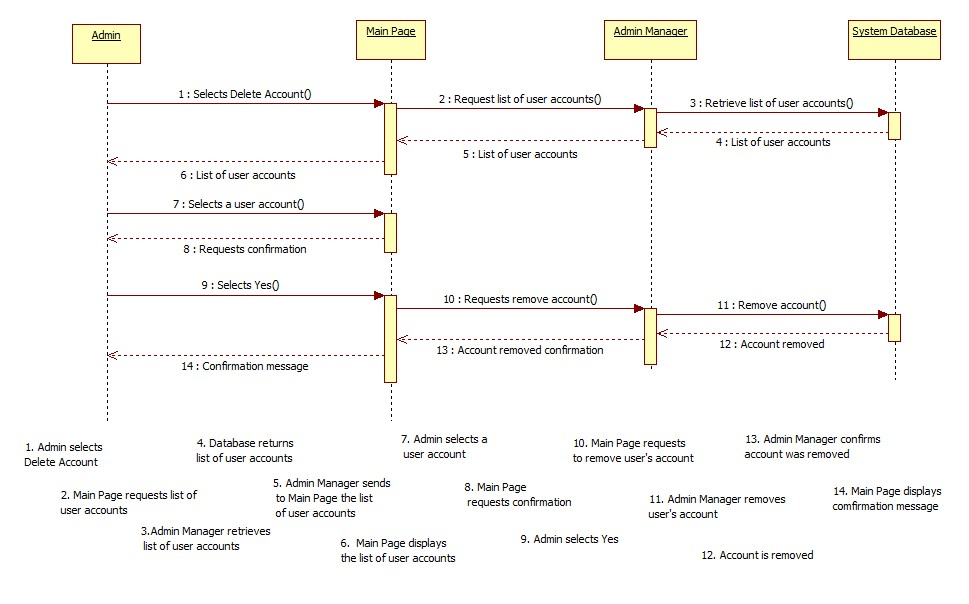 Admin
Main Page
Admin Manager
System Database
1 : Selects Delete Account()
2 : Request list of user accounts()
3 : Retrieve list of user accounts()
4 : List of user accounts
5 : List of user accounts
6 : List of user accounts
7 : Selects a user account()
8 : Requests confirmation
9 : Selects Yes()
10 : Requests remove account()
11 : Remove account()
12 : Account removed
13 : Account removed confirmation
14 : Confirmation message
1. Admin selects
Delete Account
2. Main Page requests list of
user accounts
3.Admin Manager retrieves
list of user accounts
4. Database returns
list of user accounts
5. Admin Manager sends
to Main Page the list
of user accounts
6. Main Page displays
the list of user accounts
7. Admin selects a
user account
8. Main Page
requests confirmation
9. Admin selects Yes
10. Main Page requests
to remove user's account
11. Admin Manager removes
user's account
12. Account is removed
13. Admin Manager confirms
account was removed
14. Main Page displays
comfirmation message